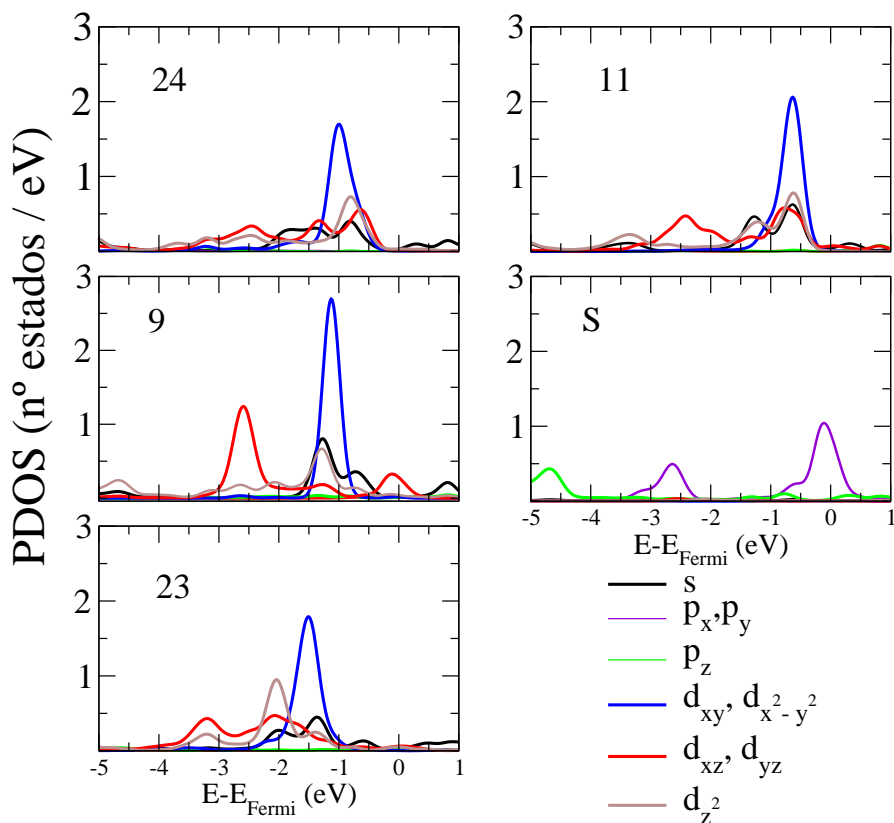 PDOS (nº estados / eV)
3
2
1
24
3
2
1
11
3
2
1
9
3
2
1
S
-5 -4 -3 -2 -1 0 1
E-E_Fermi (eV)
3
2
1
23
-5 -4 -3 -2 -1 0 1
E-E_Fermi (eV)
s
p_x,p_y
p_z
d_xy, d_x²-y²
d_xz, d_yz
d_z²